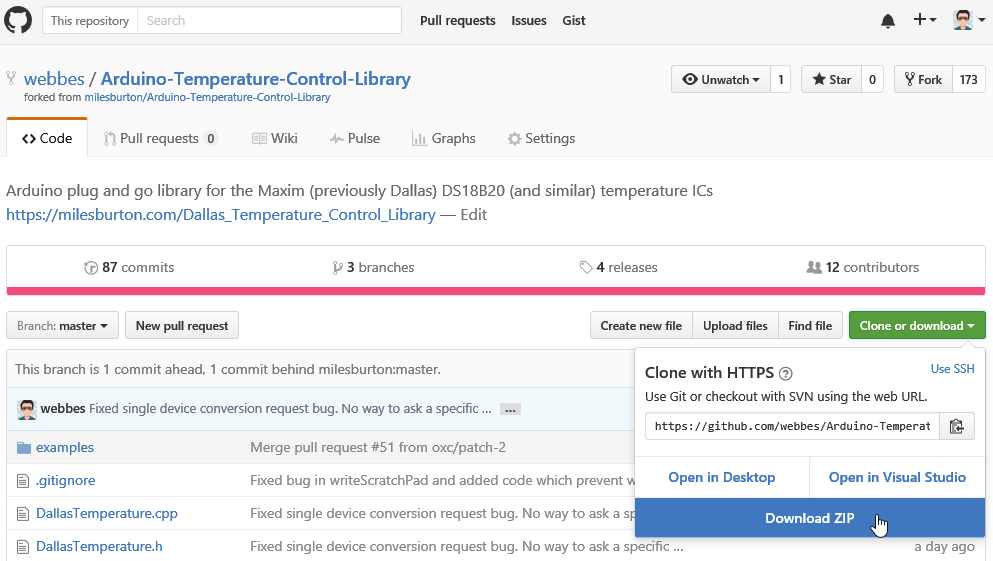 This repository Search Pull requests Issues Gist
webbes / Arduino-Temperature-Control-Library Unwatch 1 Star 0 Fork 173
forked from milesburton/Arduino-Temperature-Control-Library
Code Pull requests 0 Wiki Pulse Graphs Settings
Arduino plug and go library for the Maxim (previously Dallas) DS18B20 (and similar) temperature ICs
https://milesburton.com/Dallas_Temperature_Control_Library — Edit
87 commits 3 branches 4 releases 12 contributors
Branch: master New pull request Create new file Upload files Find file Clone or download
This branch is 1 commit ahead, 1 commit behind milesburton:master.
webbes Fixed single device conversion request bug. No way to ask a specific ... ...
examples Merge pull request #51 from oxc/patch-2
.gitignore Fixed bug in writeScratchPad and added code which prevent w
DallasTemperature.cpp Fixed single device conversion request bug. No way to ask a s
DallasTemperature.h Fixed single device conversion request bug. No way to ask a specific ... a day ago
Clone with HTTPS ? Use SSH
Use Git or checkout with SVN using the web URL.
https://github.com/webbes/Arduino-Temperat
Open in Desktop Open in Visual Studio
Download ZIP